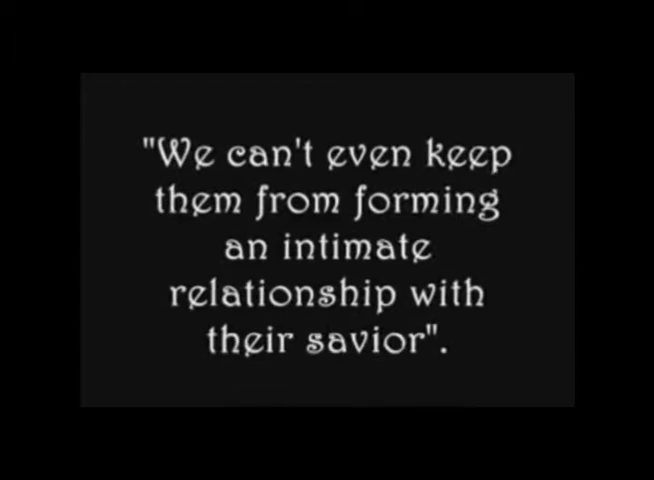 "We can't even keep
them from forming
an intimate
relationship with
their savior".